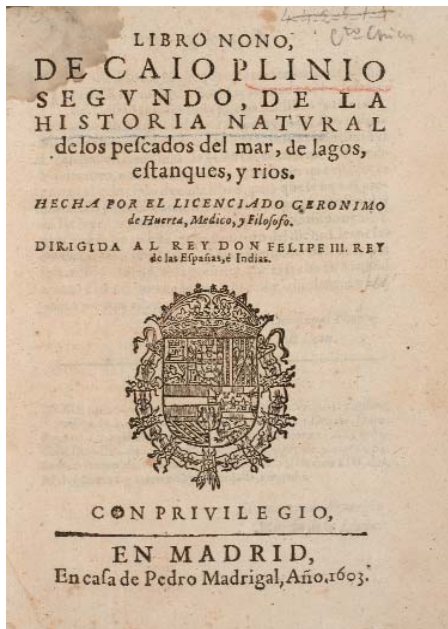 LIBRO NONO,
DE CAIO PLINIO
SEGVNDO, DE LA
HISTORIA NATVRAL
de los peſcados del mar, de lagos,
eſtanques, y rios.
HECHA POR EL LICENCIADO GERONIMO
de Huerta, Medico, y Filoſofo.
DIRIGIDA AL REY DON FELIPE III. REY
de las Eſpañas, é Indias.
CON PRIVILEGIO,
EN MADRID,
En caſa de Pedro Madrigal, Año. 1603.